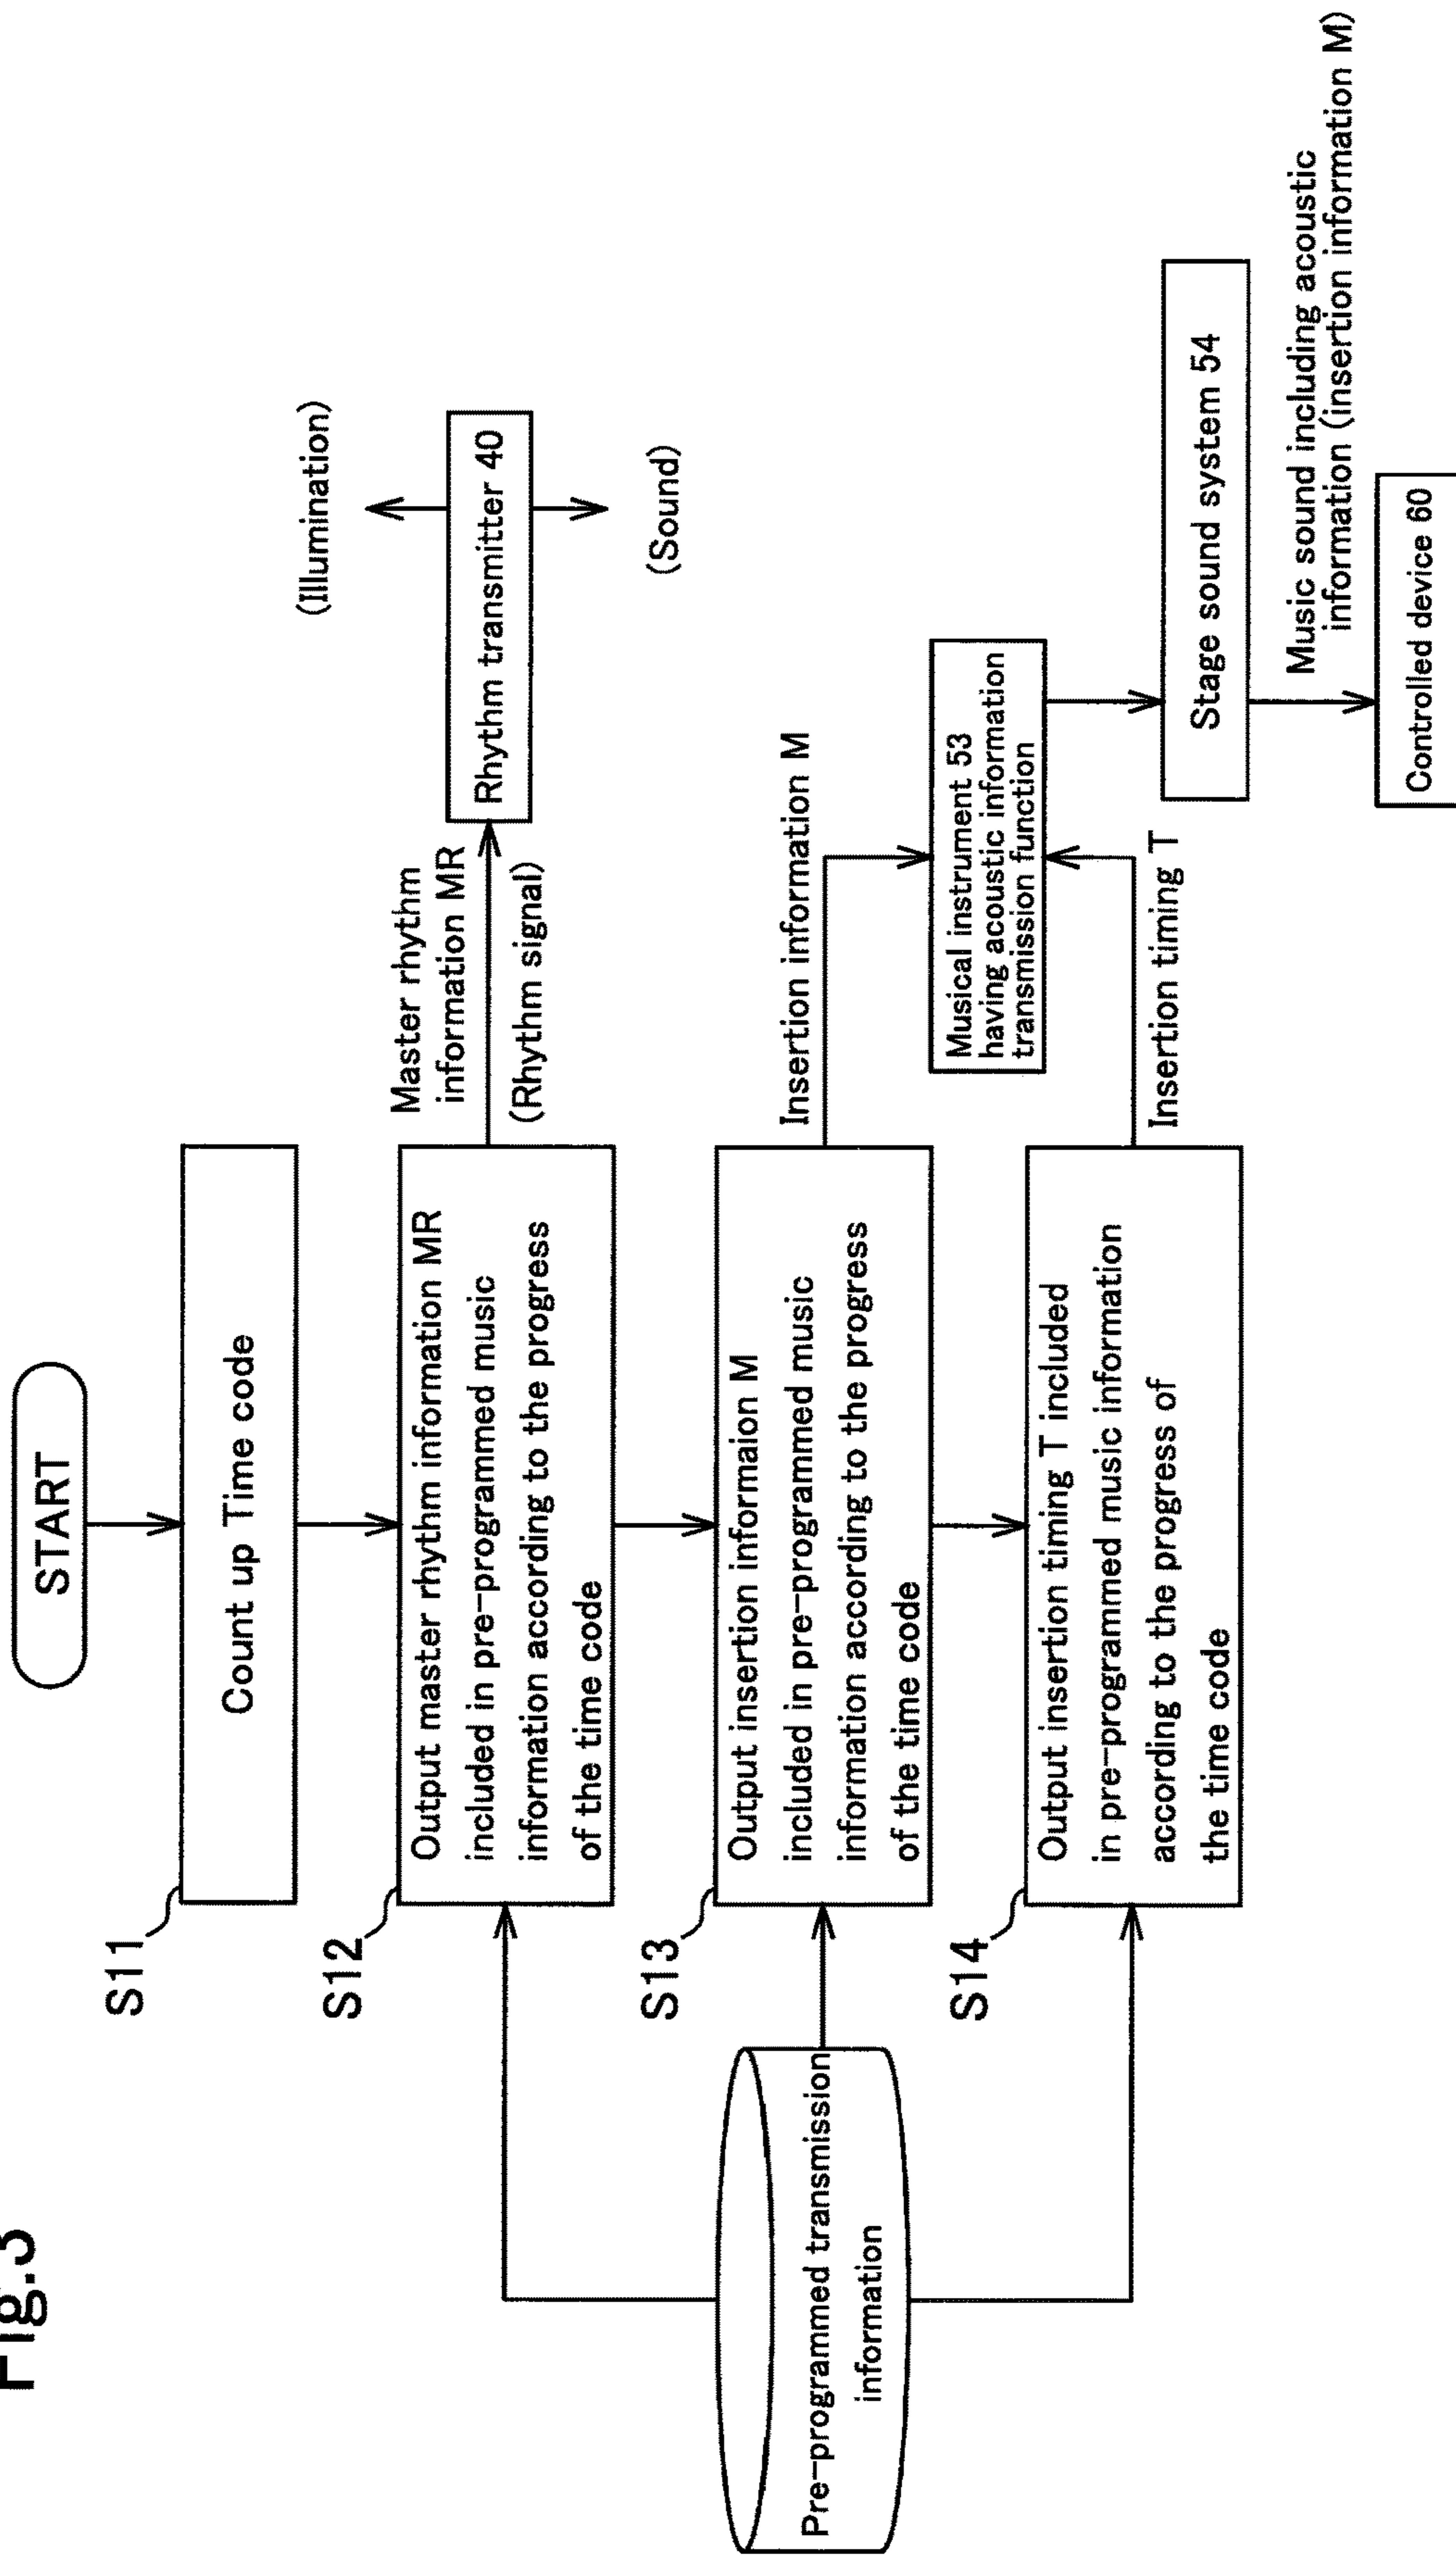 Fig.3
START
S11
Count up Time code
S12
Output master rhythm information MR
included in pre-programmed music
information according to the progress
of the time code
Master rhythm
information MR
(Rhythm signal)
(Illumination)
Rhythm transmitter 40
(Sound)
S13
Output insertion informaion M
included in pre-programmed music
information according to the progress
of the time code
Insertion information M
Pre-programmed transmission
information
Musical instrument 53
having acoustic information
transmission function
S14
Output insertion timing T included
in pre-programmed music information
according to the progress of
the time code
Insertion timing T
Stage sound system 54
Music sound including acoustic
information (insertion information M)
Controlled device 60